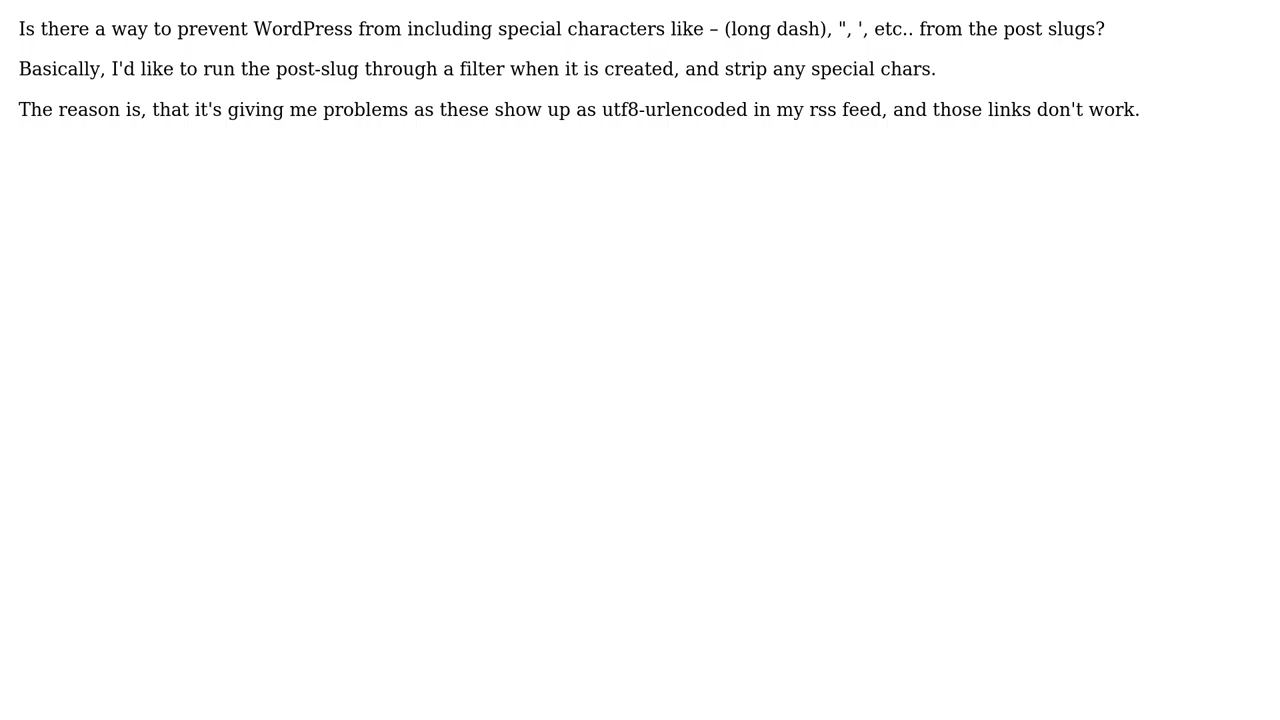 Is there a way to prevent WordPress from including special characters like – (long dash), ", ', etc.. from the post slugs?
Basically, I'd like to run the post-slug through a filter when it is created, and strip any special chars.
The reason is, that it's giving me problems as these show up as utf8-urlencoded in my rss feed, and those links don't work.